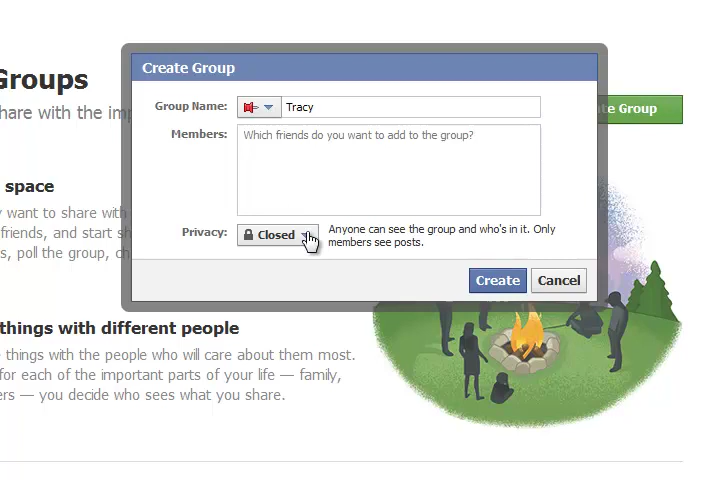 Create Group
Group Name: Tracy
Members: Which friends do you want to add to the group?
Privacy: Closed Anyone can see the group and who's in it. Only
members see posts.
Create Cancel
Groups
hare with the
Group
space
want to share with
friends, and start
s, poll the group,
things with different people
things with the people who will care about them most.
for each of the important parts of your life — family,
ers — you decide who sees what you share.